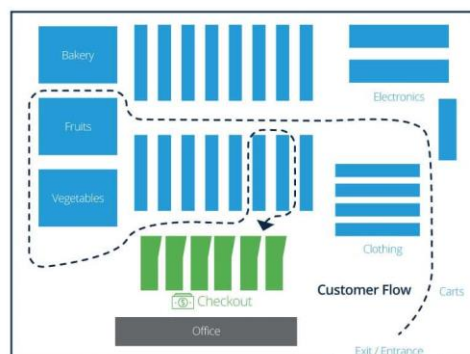 Bakery
Electronics
Fruits
Vegetables
Clothing
Customer Flow
Carts
$ Checkout
Office
Exit / Entrance